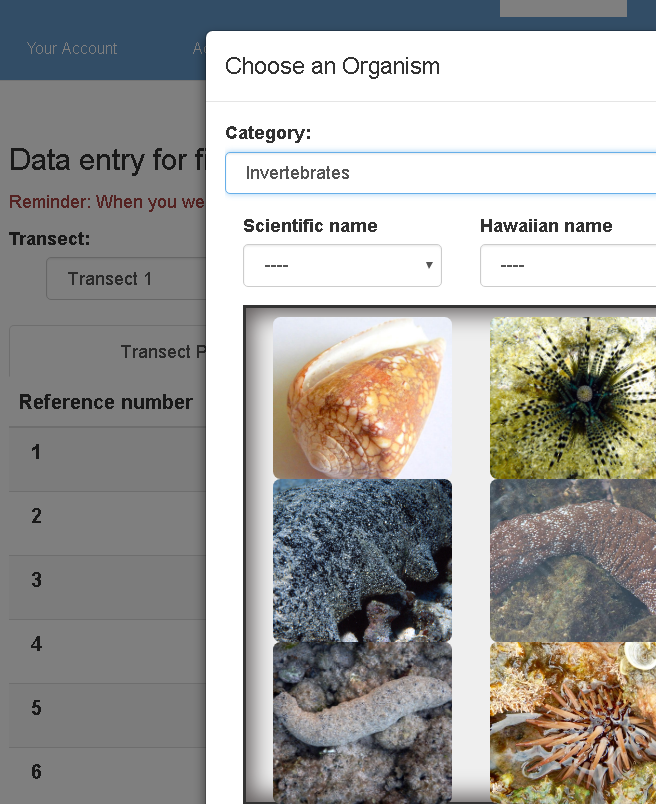 Your Account
Choose an Organism
Category:
Invertebrates
Data entry for
Reminder: When you we
Scientific name
Hawaiian name
Transect:
----
----
Transect 1
Transect P
Reference number
1
2
3
4
5
6